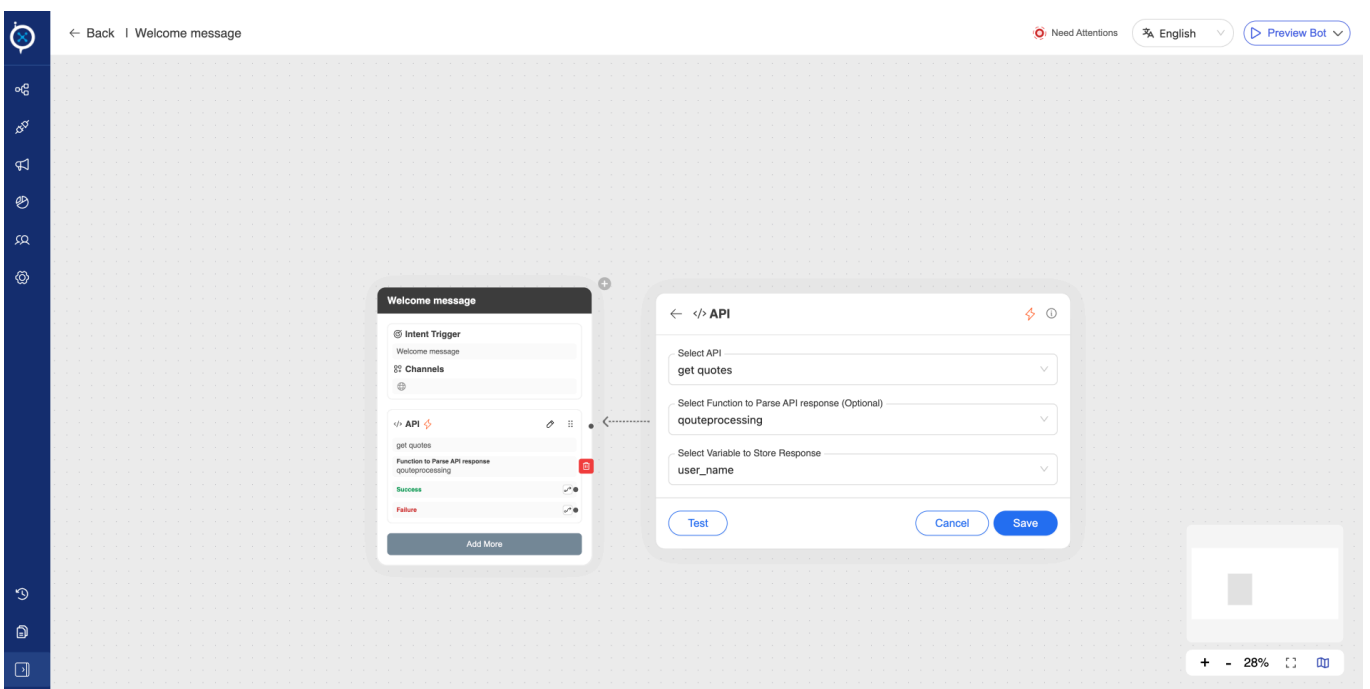 Back | Welcome message
Need Attentions
English
Preview Bot
Welcome message
Intent Trigger
Welcome message
Channels
</> API
get quotes
Function to Parse API response
qouteprocessing
Success
Failure
Add More
</> API
Select API
get quotes
Select Function to Parse API response (Optional)
qouteprocessing
Select Variable to Store Response
user_name
Test
Cancel
Save
+ - 28%